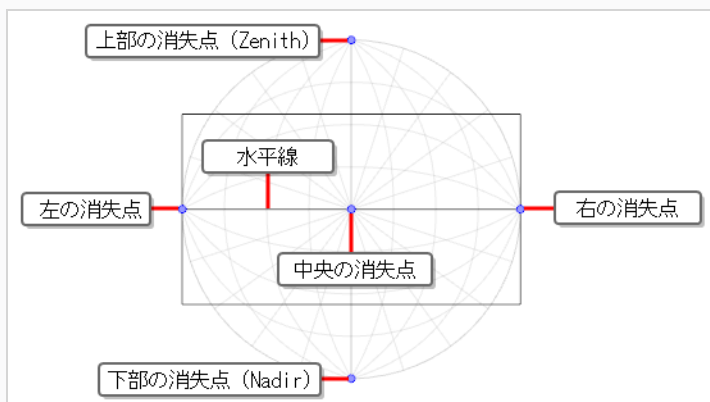 上部の消失点 (Zenith)
水平線
左の消失点
右の消失点
中央の消失点
下部の消失点 (Nadir)